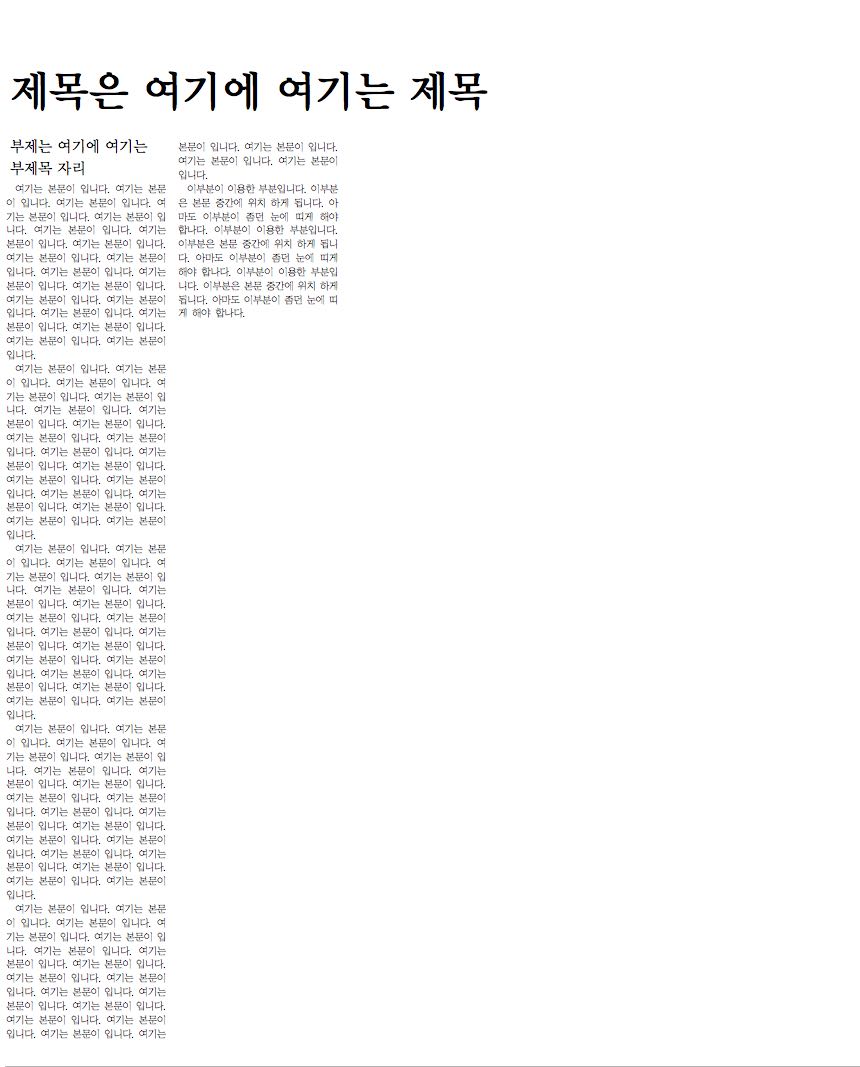 제목은 여기에 여기는 제목
부제는 여기에 여기는
부제목 자리
여기는 본문이 입니다. 여기는 본문
이 입니다. 여기는 본문이 입니다. 여
기는 본문이 입니다. 여기는 본문이 입
니다. 여기는 본문이 입니다. 여기는
본문이 입니다. 여기는 본문이 입니다.
여기는 본문이 입니다. 여기는 본문이
입니다. 여기는 본문이 입니다. 여기는
본문이 입니다. 여기는 본문이 입니다.
여기는 본문이 입니다. 여기는 본문이
입니다. 여기는 본문이 입니다. 여기는
본문이 입니다. 여기는 본문이 입니다.
여기는 본문이 입니다. 여기는 본문이
입니다.
여기는 본문이 입니다. 여기는 본문
이 입니다. 여기는 본문이 입니다. 여
기는 본문이 입니다. 여기는 본문이 입
니다. 여기는 본문이 입니다. 여기는
본문이 입니다. 여기는 본문이 입니다.
여기는 본문이 입니다. 여기는 본문이
입니다. 여기는 본문이 입니다. 여기는
본문이 입니다. 여기는 본문이 입니다.
여기는 본문이 입니다. 여기는 본문이
입니다. 여기는 본문이 입니다. 여기는
본문이 입니다. 여기는 본문이 입니다.
여기는 본문이 입니다. 여기는 본문이
입니다.
여기는 본문이 입니다. 여기는 본문
이 입니다. 여기는 본문이 입니다. 여
기는 본문이 입니다. 여기는 본문이 입
니다. 여기는 본문이 입니다. 여기는
본문이 입니다. 여기는 본문이 입니다.
여기는 본문이 입니다. 여기는 본문이
입니다. 여기는 본문이 입니다. 여기는
본문이 입니다. 여기는 본문이 입니다.
여기는 본문이 입니다. 여기는 본문이
입니다. 여기는 본문이 입니다. 여기는
본문이 입니다. 여기는 본문이 입니다.
여기는 본문이 입니다. 여기는 본문이
입니다.
여기는 본문이 입니다. 여기는 본문
이 입니다. 여기는 본문이 입니다. 여
기는 본문이 입니다. 여기는 본문이 입
니다. 여기는 본문이 입니다. 여기는
본문이 입니다. 여기는 본문이 입니다.
여기는 본문이 입니다. 여기는 본문이
입니다. 여기는 본문이 입니다. 여기는
본문이 입니다. 여기는 본문이 입니다.
여기는 본문이 입니다. 여기는 본문이
입니다. 여기는 본문이 입니다. 여기는
본문이 입니다. 여기는 본문이 입니다.
여기는 본문이 입니다. 여기는 본문이
입니다.
여기는 본문이 입니다. 여기는 본문
이 입니다. 여기는 본문이 입니다. 여
기는 본문이 입니다. 여기는 본문이 입
니다. 여기는 본문이 입니다. 여기는
본문이 입니다. 여기는 본문이 입니다.
여기는 본문이 입니다. 여기는 본문이
입니다. 여기는 본문이 입니다. 여기는
본문이 입니다. 여기는 본문이 입니다.
여기는 본문이 입니다. 여기는 본문이
입니다. 여기는 본문이 입니다. 여기는
본문이 입니다. 여기는 본문이 입니다.
여기는 본문이 입니다. 여기는 본문이
입니다.
이부분이 이용한 부분입니다. 이부분
은 본문 중간에 위치 하게 됩니다. 아
마도 이부분이 좀던 눈에 띠게 해야
합나다. 이부분이 이용한 부분입니다.
이부분은 본문 중간에 위치 하게 됩니
다. 아마도 이부분이 좀던 눈에 띠게
해야 합나다. 이부분이 이용한 부분입
니다. 이부분은 본문 중간에 위치 하게
됩니다. 아마도 이부분이 좀던 눈에 띠
게 해야 합나다.